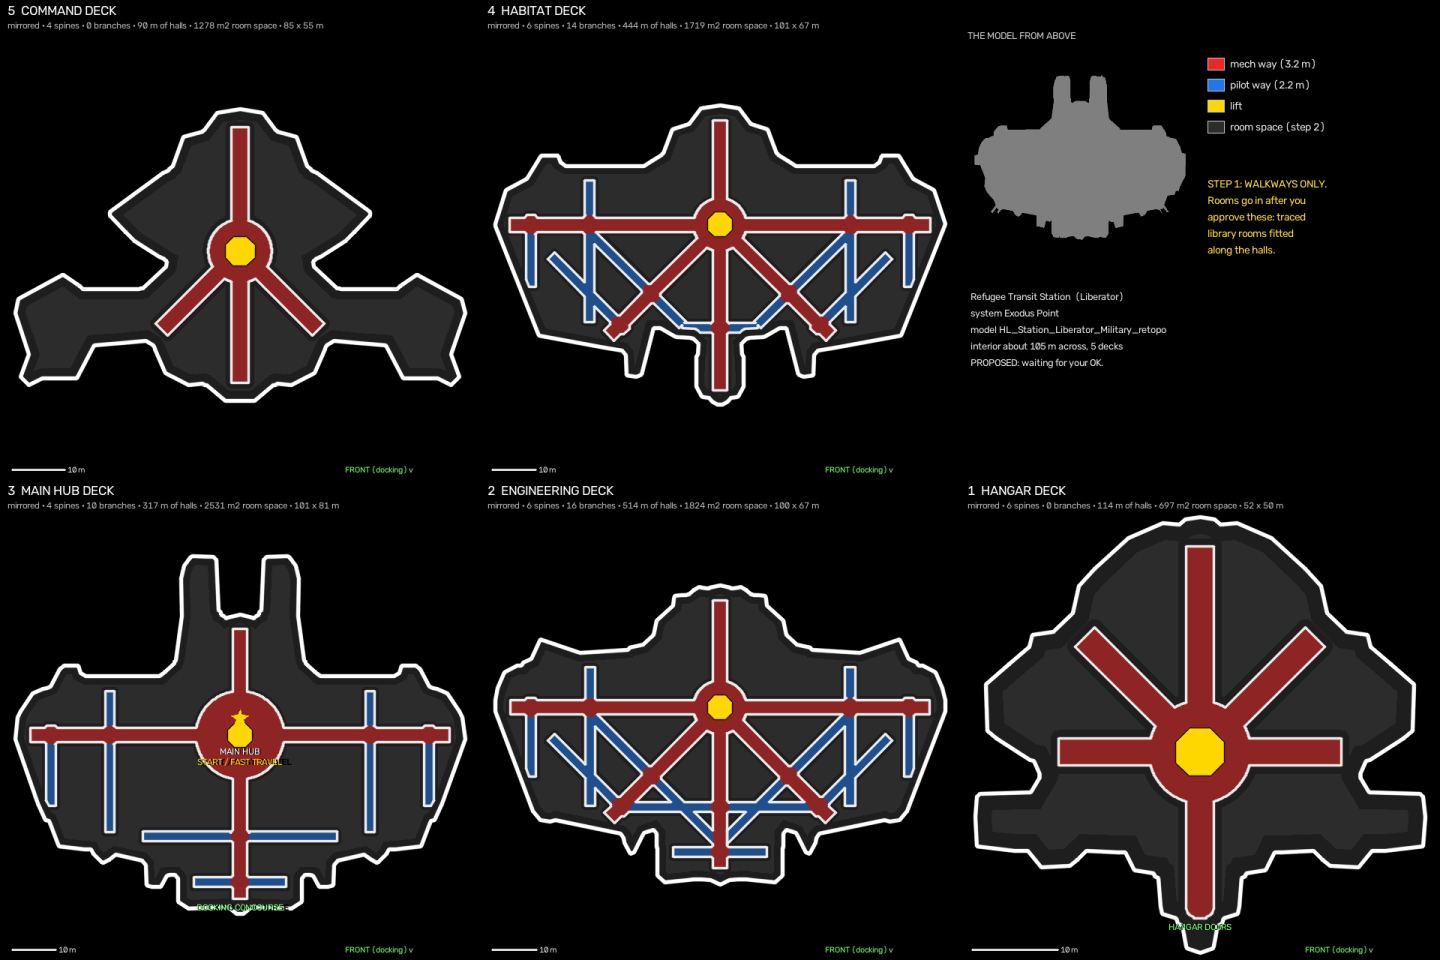 5 COMMAND DECK
mirrored • 4 spines • 0 branches • 90 m of halls • 1278 m2 room space • 85 x 55 m
10 m
FRONT (docking) v
4 HABITAT DECK
mirrored • 6 spines • 14 branches • 444 m of halls • 1719 m2 room space • 101 x 67 m
10 m
FRONT (docking) v
THE MODEL FROM ABOVE
mech way (3.2 m)
pilot way (2.2 m)
lift
room space (step 2)
STEP 1: WALKWAYS ONLY.
Rooms go in after you
approve these: traced
library rooms fitted
along the halls.
Refugee Transit Station (Liberator)
system Exodus Point
model HL_Station_Liberator_Military_retopo
interior about 105 m across, 5 decks
PROPOSED: waiting for your OK.
3 MAIN HUB DECK
mirrored • 4 spines • 10 branches • 317 m of halls • 2531 m2 room space • 101 x 81 m
MAIN HUB
START / FAST TRAVEL
DOCKING CONCOURSE
10 m
FRONT (docking) v
2 ENGINEERING DECK
mirrored • 6 spines • 16 branches • 514 m of halls • 1824 m2 room space • 100 x 67 m
10 m
FRONT (docking) v
1 HANGAR DECK
mirrored • 6 spines • 0 branches • 114 m of halls • 697 m2 room space • 52 x 50 m
HANGAR DOORS
10 m
FRONT (docking) v